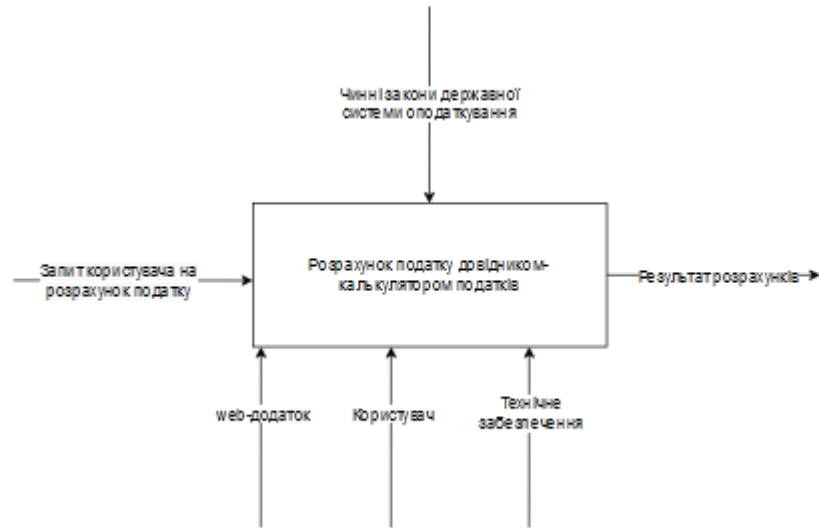 Чинні закони державної
системи оподаткування
Запит користувача на
розрахунок податку
Розрахунок податку довідником-
калькулятором податків
Результат розрахунків
web-додаток
Користувач
Технічне
забезпечення